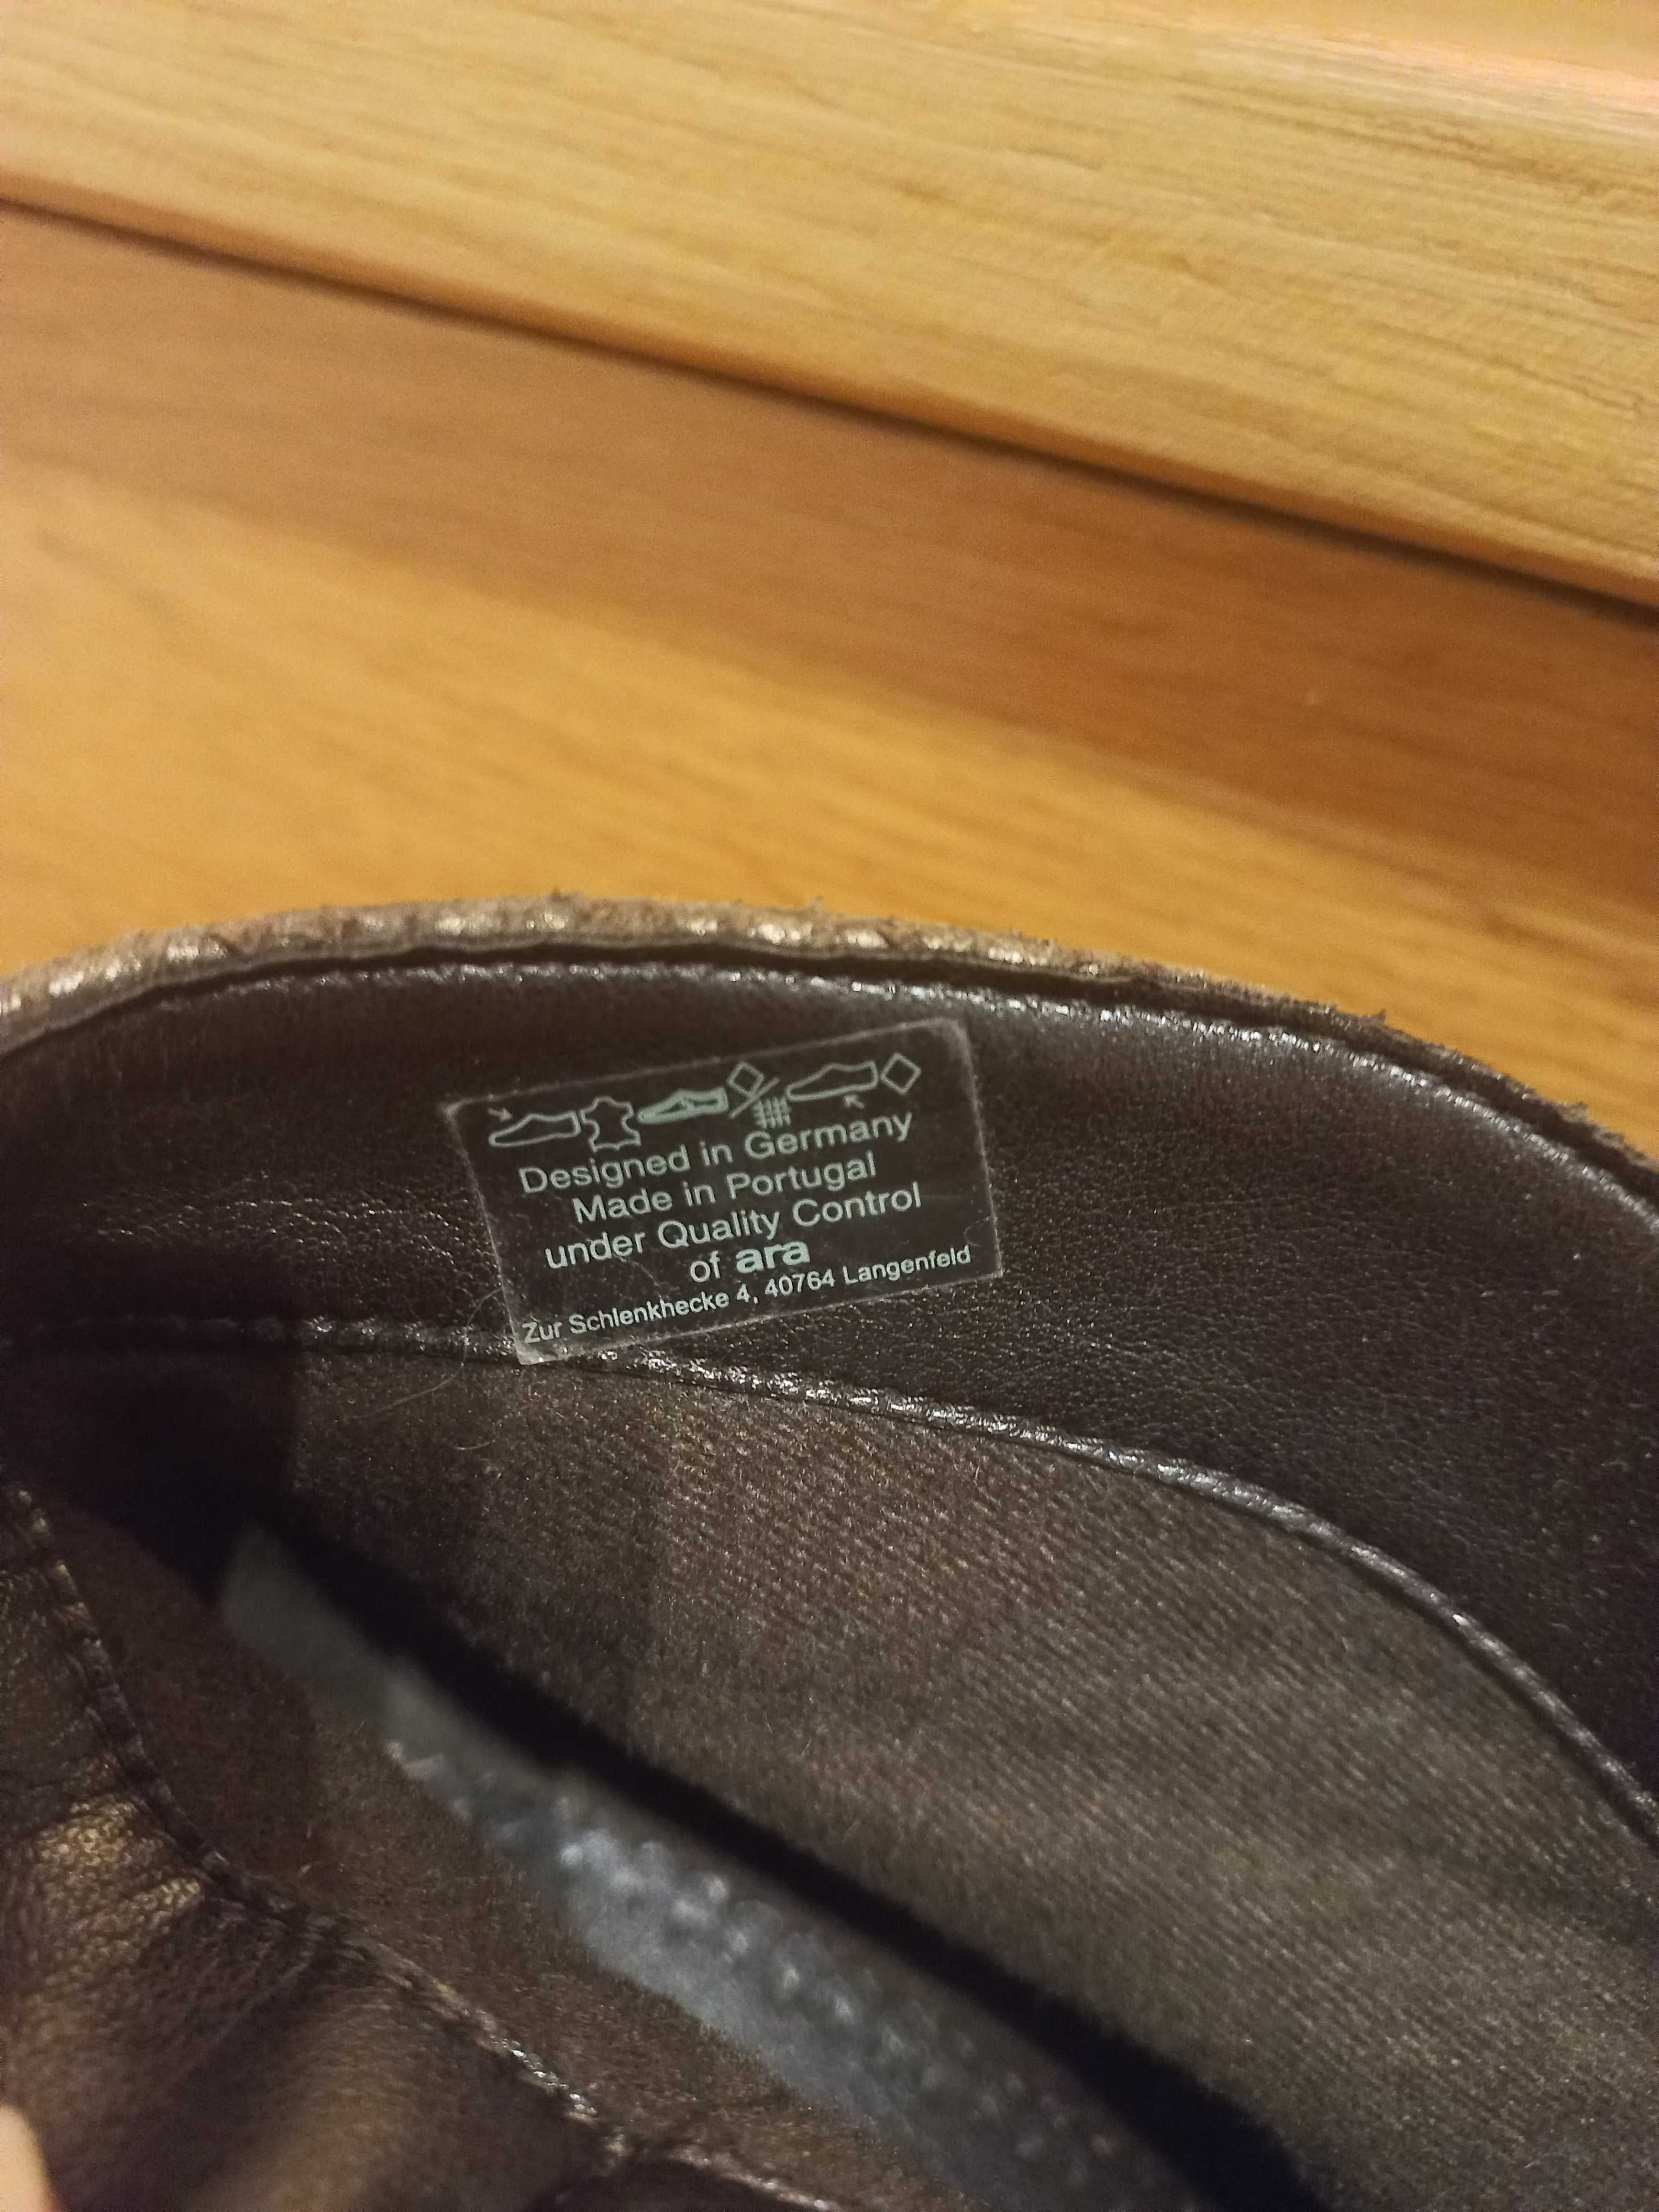 Designed in Germany
Made in Portugal
under Quality Control
of ara
Zur Schlenkhecke 4, 40764 Langenfeld